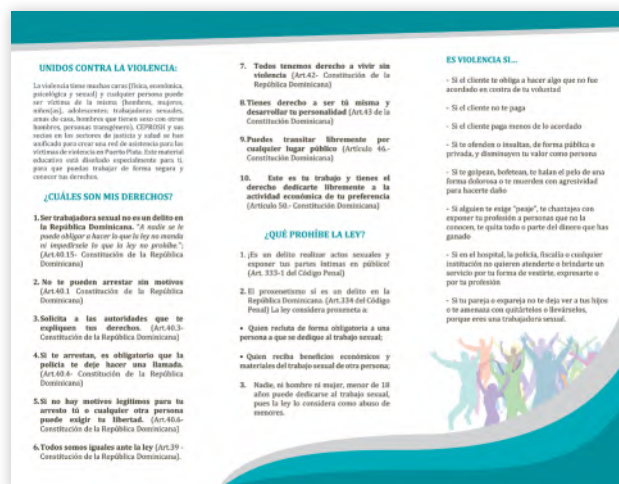 UNIDOS CONTRA LA VIOLENCIA:
La violencia tiene muchas caras (física, económica,
psicológica y sexual) y cualquier persona puede
ser víctima de la misma (hombres, mujeres,
niños(as), adolescentes, trabajadoras sexuales,
amas de casa, hombres que tienen sexo con otros
hombres, personas transgénero). CEPROSH y sus
socios en los sectores de justicia y salud se han
unificado para crear una red de asistencia para las
víctimas de violencia en Puerto Plata. Este material
educativo está diseñado especialmente para ti,
para que puedas trabajar de forma segura y
conocer tus derechos.
¿CUÁLES SON MIS DERECHOS?
1. Ser trabajadora sexual no es un delito en
la República Dominicana. "A nadie se le
puede obligar a hacer lo que la ley no manda
ni impedírsele lo que la ley no prohíbe.";
(Art.40.15- Constitución de la República
Dominicana)
2. No te pueden arrestar sin motivos
(Art.40.1 Constitución de la República
Dominicana)
3. Solicita a las autoridades que te
expliquen tus derechos. (Art.40.3-
Constitución de la República Dominicana)
4. Si te arrestan, es obligatorio que la
policía te deje hacer una llamada.
(Art.40.4- Constitución de la República
Dominicana)
5. Si no hay motivos legítimos para tu
arresto tú o cualquier otra persona
puede exigir tu libertad. (Art.40.6-
Constitución de la República Dominicana)
6. Todos somos iguales ante la ley (Art.39 -
Constitución de la República Dominicana).
7. Todos tenemos derecho a vivir sin
violencia (Art.42- Constitución de la
República Dominicana)
8. Tienes derecho a ser tú misma y
desarrollar tu personalidad (Art.43 de la
Constitución Dominicana)
9. Puedes transitar libremente por
cualquier lugar público (Artículo 46.-
Constitución Dominicana)
10. Este es tu trabajo y tienes el
derecho dedicarte libremente a la
actividad económica de tu preferencia
(Artículo 50.- Constitución Dominicana)
¿QUÉ PROHÍBE LA LEY?
1. ¡Es un delito realizar actos sexuales y
exponer tus partes íntimas en público!
(Art. 333-1 del Código Penal)
2. El proxenetismo sí es un delito en la
República Dominicana. (Art.334 del Código
Penal) La ley considera proxeneta a:
• Quien recluta de forma obligatoria a una
persona a que se dedique al trabajo sexual;
• Quien reciba beneficios económicos y
materiales del trabajo sexual de otra persona;
3. Nadie, ni hombre ni mujer, menor de 18
años puede dedicarse al trabajo sexual,
pues la ley lo considera como abuso de
menores.
ES VIOLENCIA SI...
- Si el cliente te obliga a hacer algo que no fue
acordado en contra de tu voluntad
- Si el cliente no te paga
- Si el cliente paga menos de lo acordado
- Si te ofenden o insultan, de forma pública o
privada, y disminuyen tu valor como persona
- Si te golpean, bofetean, te halan el pelo de una
forma dolorosa o te muerden con agresividad
para hacerte daño
- Si alguien te exige "peaje", te chantajea con
exponer tu profesión a personas que no la
conocen, te quita todo o parte del dinero que has
ganado
- Si en el hospital, la policía, fiscalía o cualquier
institución no quieren atenderte o brindarte un
servicio por tu forma de vestirte, expresarte o
por tu profesión
- Si tu pareja o expareja no te deja ver a tus hijos
o te amenaza con quitártelos o llevárselos,
porque eres una trabajadora sexual.